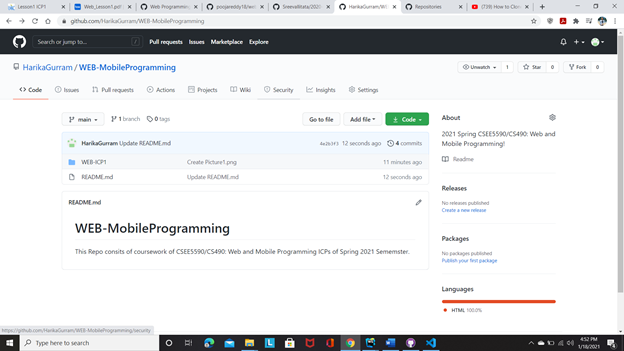 Lesson1 ICP1
Web_Lesson1.pdf
Web Programming
poojareddy18/web
SreevalliIata/2020
HarikaGurram/WEB-M
Repositories
(739) How to Clone
github.com/HarikaGurram/WEB-MobileProgramming
Search or jump to...
/
Pull requests
Issues
Marketplace
Explore
HarikaGurram / WEB-MobileProgramming
Unwatch 1
Star 0
Fork 0
Code
Issues
Pull requests
Actions
Projects
Wiki
Security
Insights
Settings
main
1 branch
0 tags
Go to file
Add file
Code
About
2021 Spring CSEE5590/CS490: Web and
Mobile Programming!
Readme
HarikaGurram Update README.md
4e2b3f3 12 seconds ago 4 commits
WEB-ICP1 Create Picture1.png 11 minutes ago
README.md Update README.md 12 seconds ago
README.md
WEB-MobileProgramming
This Repo consits of coursework of CSEE5590/CS490: Web and Mobile Programming ICPs of Spring 2021 Sememster.
Releases
No releases published
Create a new release
Packages
No packages published
Publish your first package
Languages
HTML 100.0%
https://github.com/HarikaGurram/WEB-MobileProgramming/security
Type here to search
4:52 PM
1/18/2021